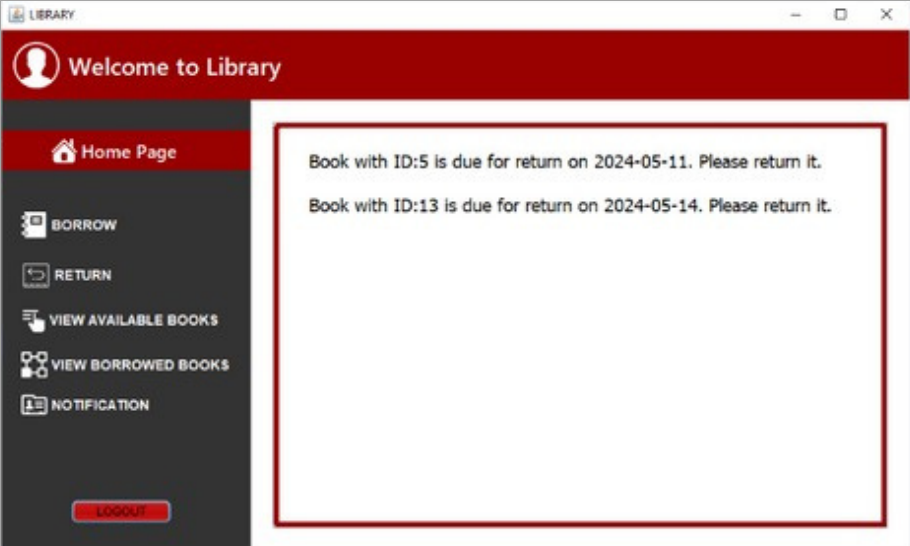 LIBRARY
Welcome to Library
Home Page
BORROW
RETURN
VIEW AVAILABLE BOOKS
VIEW BORROWED BOOKS
NOTIFICATION
LOGOUT
Book with ID:5 is due for return on 2024-05-11. Please return it.
Book with ID:13 is due for return on 2024-05-14. Please return it.